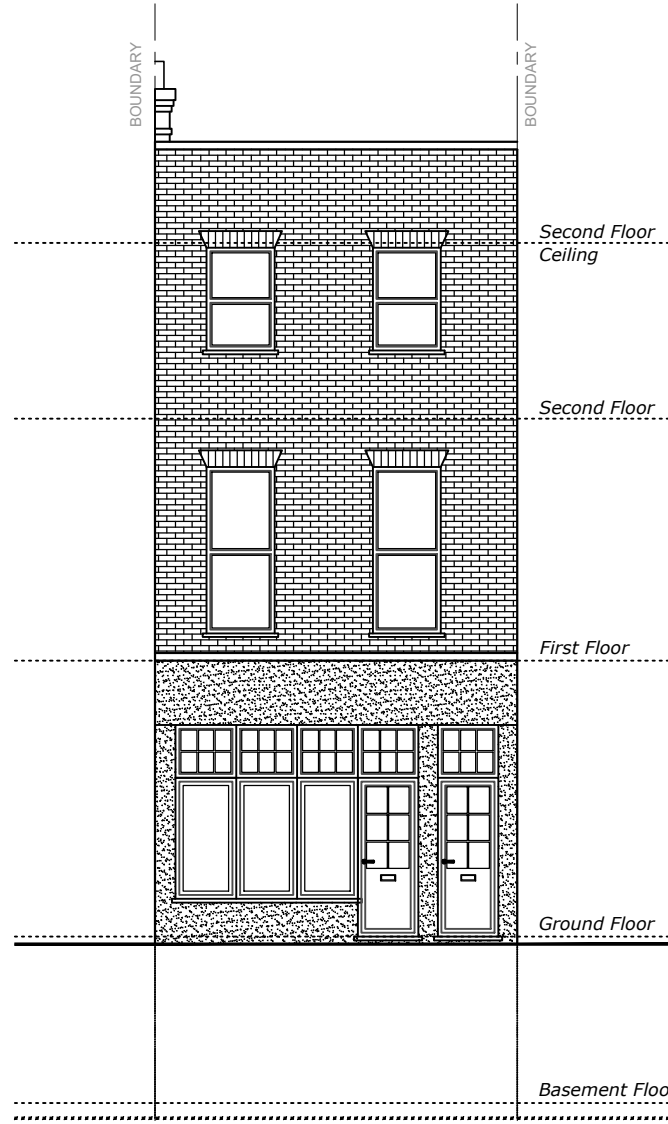 BOUNDARY
BOUNDARY
Second Floor
Ceiling
Second Floor
First Floor
Ground Floor
Basement Floo